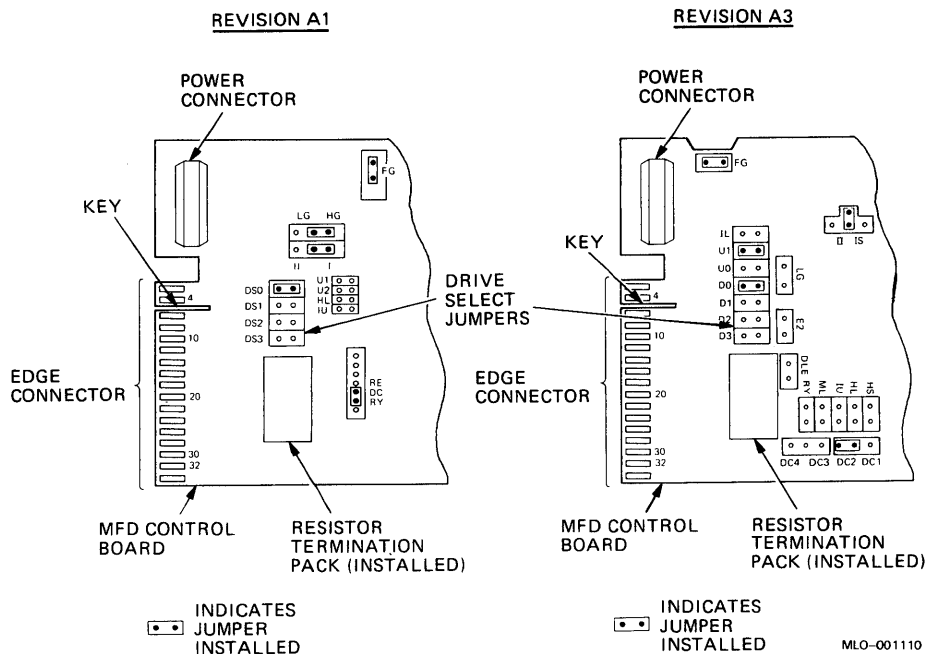 REVISION A1
POWER
CONNECTOR
FG
KEY
LG HG
II I
U1
U2
HL
IU
DS0
DS1
DS2
DS3
4
10
20
30
32
EDGE
CONNECTOR
RE
DC
RY
MFD CONTROL
BOARD
RESISTOR
TERMINATION
PACK (INSTALLED)
INDICATES
JUMPER
INSTALLED
DRIVE
SELECT
JUMPERS
REVISION A3
POWER
CONNECTOR
FG
II IS
KEY
IL
U1
U0
D0
D1
D2
D3
LG
E2
4
10
20
30
32
EDGE
CONNECTOR
DLE RY ML IU HL HS
DC4 DC3 DC2 DC1
MFD CONTROL
BOARD
RESISTOR
TERMINATION
PACK (INSTALLED)
INDICATES
JUMPER
INSTALLED
MLO-001110